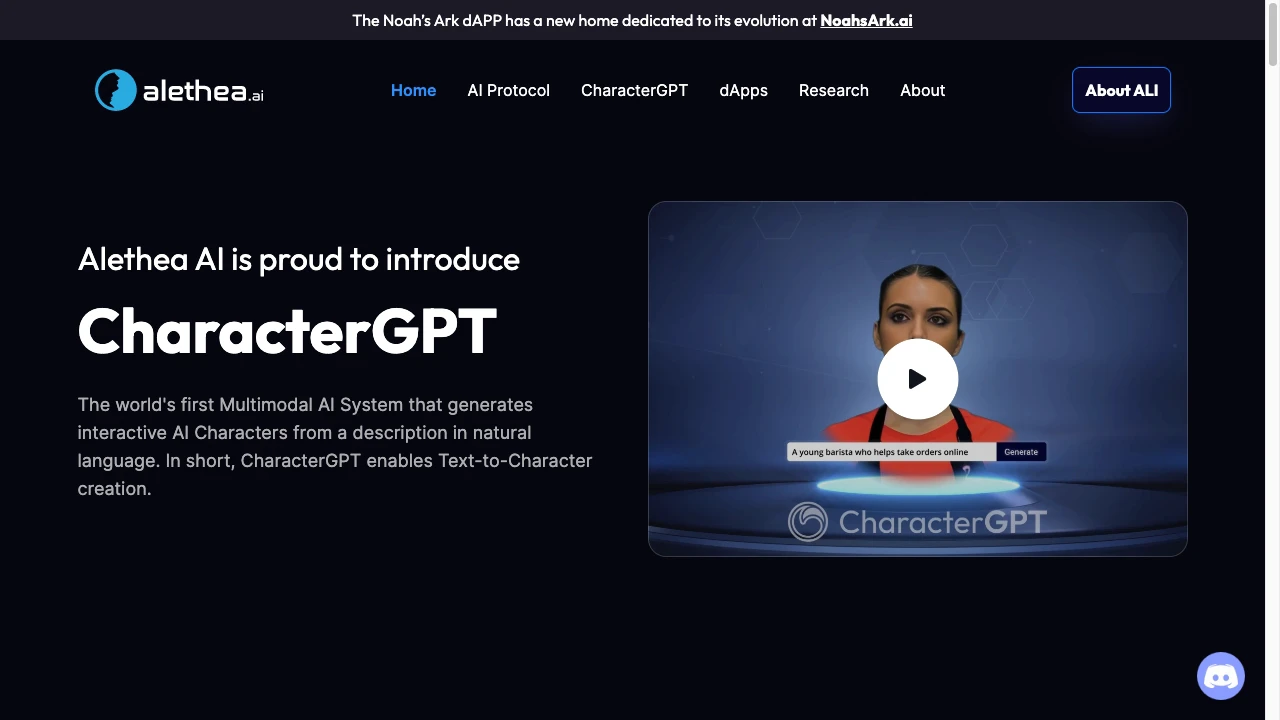 The Noah's Ark dAPP has a new home dedicated to its evolution at NoahsArk.ai
alethea.ai
Home
AI Protocol
CharacterGPT
dApps
Research
About
About ALI
Alethea AI is proud to introduce
CharacterGPT
The world's first Multimodal AI System that generates
interactive AI Characters from a description in natural
language. In short, CharacterGPT enables Text-to-Character
creation.
A young barista who helps take orders online
Generate
CharacterGPT